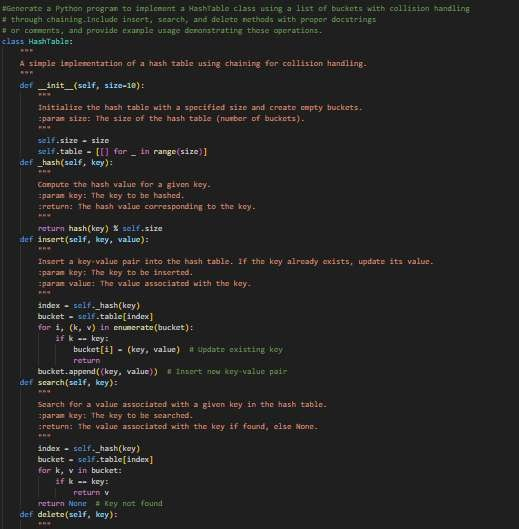 #Generate a Python program to implement a HashTable class using a list of buckets with collision handling
# through chaining.Include insert, search, and delete methods with proper docstrings
# or comments, and provide example usage demonstrating these operations.
class HashTable:
    """
    A simple implementation of a hash table using chaining for collision handling.
    """
    def __init__(self, size=10):
        """
        Initialize the hash table with a specified size and create empty buckets.
        :param size: The size of the hash table (number of buckets).
        """
        self.size = size
        self.table = [[] for _ in range(size)]
    def _hash(self, key):
        """
        Compute the hash value for a given key.
        :param key: The key to be hashed.
        :return: The hash value corresponding to the key.
        """
        return hash(key) % self.size
    def insert(self, key, value):
        """
        Insert a key-value pair into the hash table. If the key already exists, update its value.
        :param key: The key to be inserted.
        :param value: The value associated with the key.
        """
        index = self._hash(key)
        bucket = self.table[index]
        for i, (k, v) in enumerate(bucket):
            if k == key:
                bucket[i] = (key, value)  # Update existing key
                return
        bucket.append((key, value))  # Insert new key-value pair
    def search(self, key):
        """
        Search for a value associated with a given key in the hash table.
        :param key: The key to be searched.
        :return: The value associated with the key if found, else None.
        """
        index = self._hash(key)
        bucket = self.table[index]
        for k, v in bucket:
            if k == key:
                return v
        return None  # Key not found
    def delete(self, key):
        """